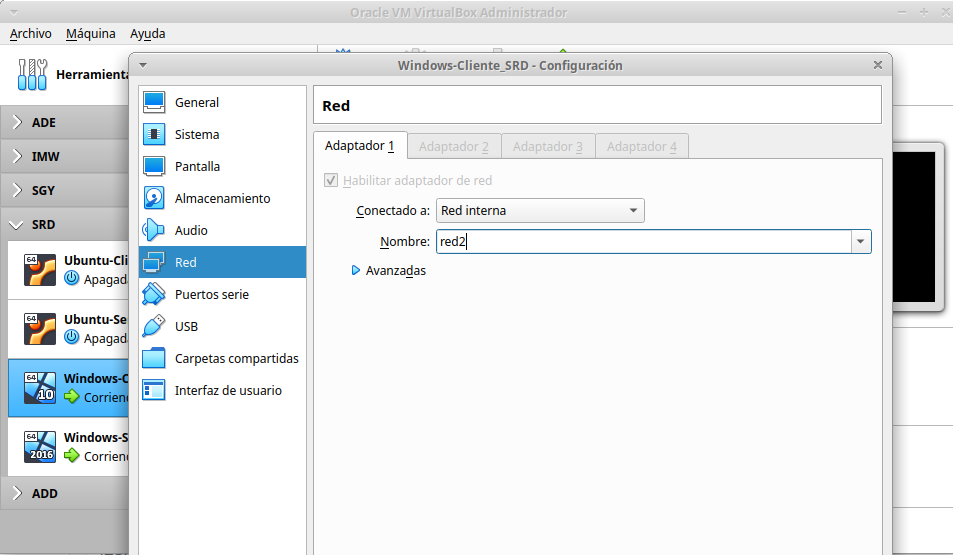 Oracle VM VirtualBox Administrador
Archivo Máquina Ayuda
Herramienta
Windows-Cliente_SRD - Configuración
ADE
IMW
SGY
SRD
Ubuntu-Cli
Apagad
Ubuntu-Se
Apagad
Windows-C
Corrien
Windows-S
Corrien
ADD
64
64
64
10
64
2016
General
Sistema
Pantalla
Almacenamiento
Audio
Red
Puertos serie
USB
Carpetas compartidas
Interfaz de usuario
Red
Adaptador 1 Adaptador 2 Adaptador 3 Adaptador 4
Habilitar adaptador de red
Conectado a: Red interna
Nombre: red2
Avanzadas